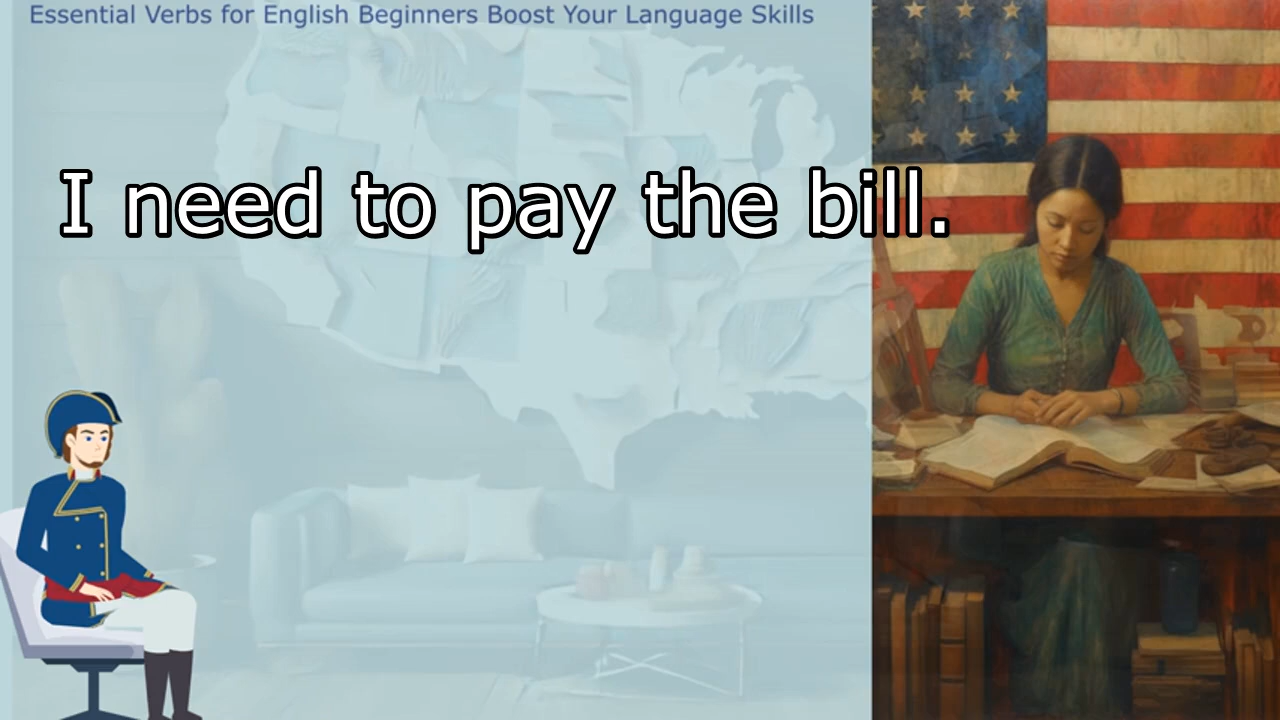 Essential Verbs for English Beginners Boost Your Language Skills
I need to pay the bill.